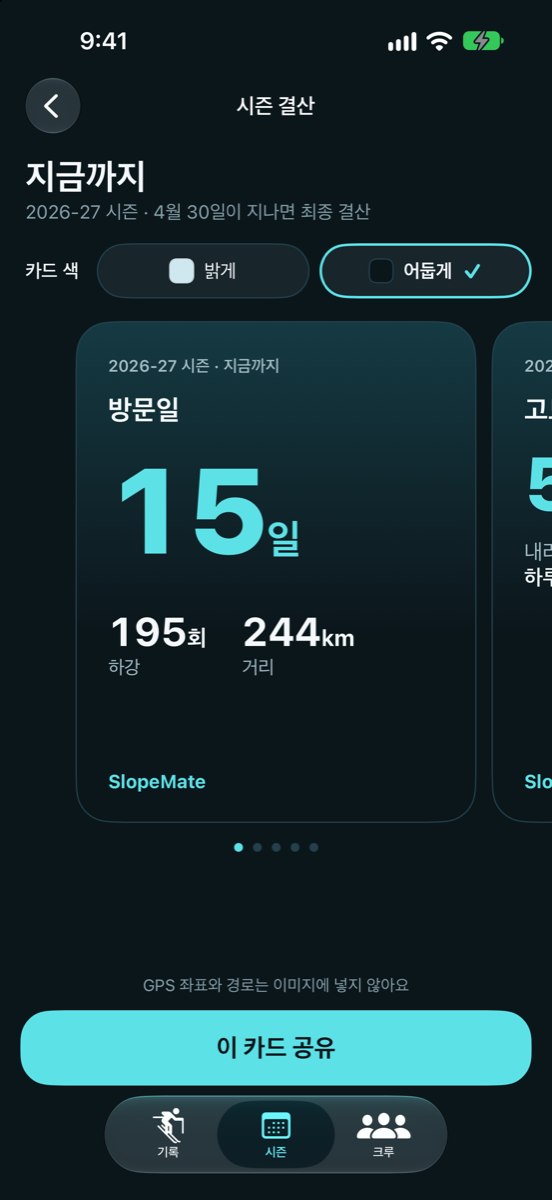 9:41
시즌 결산
지금까지
2026-27 시즌 · 4월 30일이 지나면 최종 결산
카드 색
밝게
어둡게
2026-27 시즌 · 지금까지
방문일
15일
195회
하강
244km
거리
SlopeMate
202
5
하루
Slo
GPS 좌표와 경로는 이미지에 넣지 않아요
이 카드 공유
기록
시즌
크루